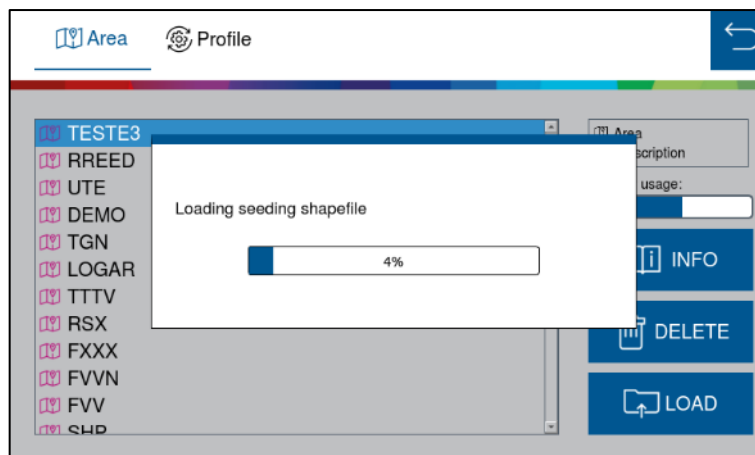 Area
Profile
TESTE3
RREED
UTE
DEMO
TGN
LOGAR
TTTV
RSX
FXXX
FVVN
FVV
SHP
Loading seeding shapefile
4%
Area
scription
usage:
INFO
DELETE
LOAD